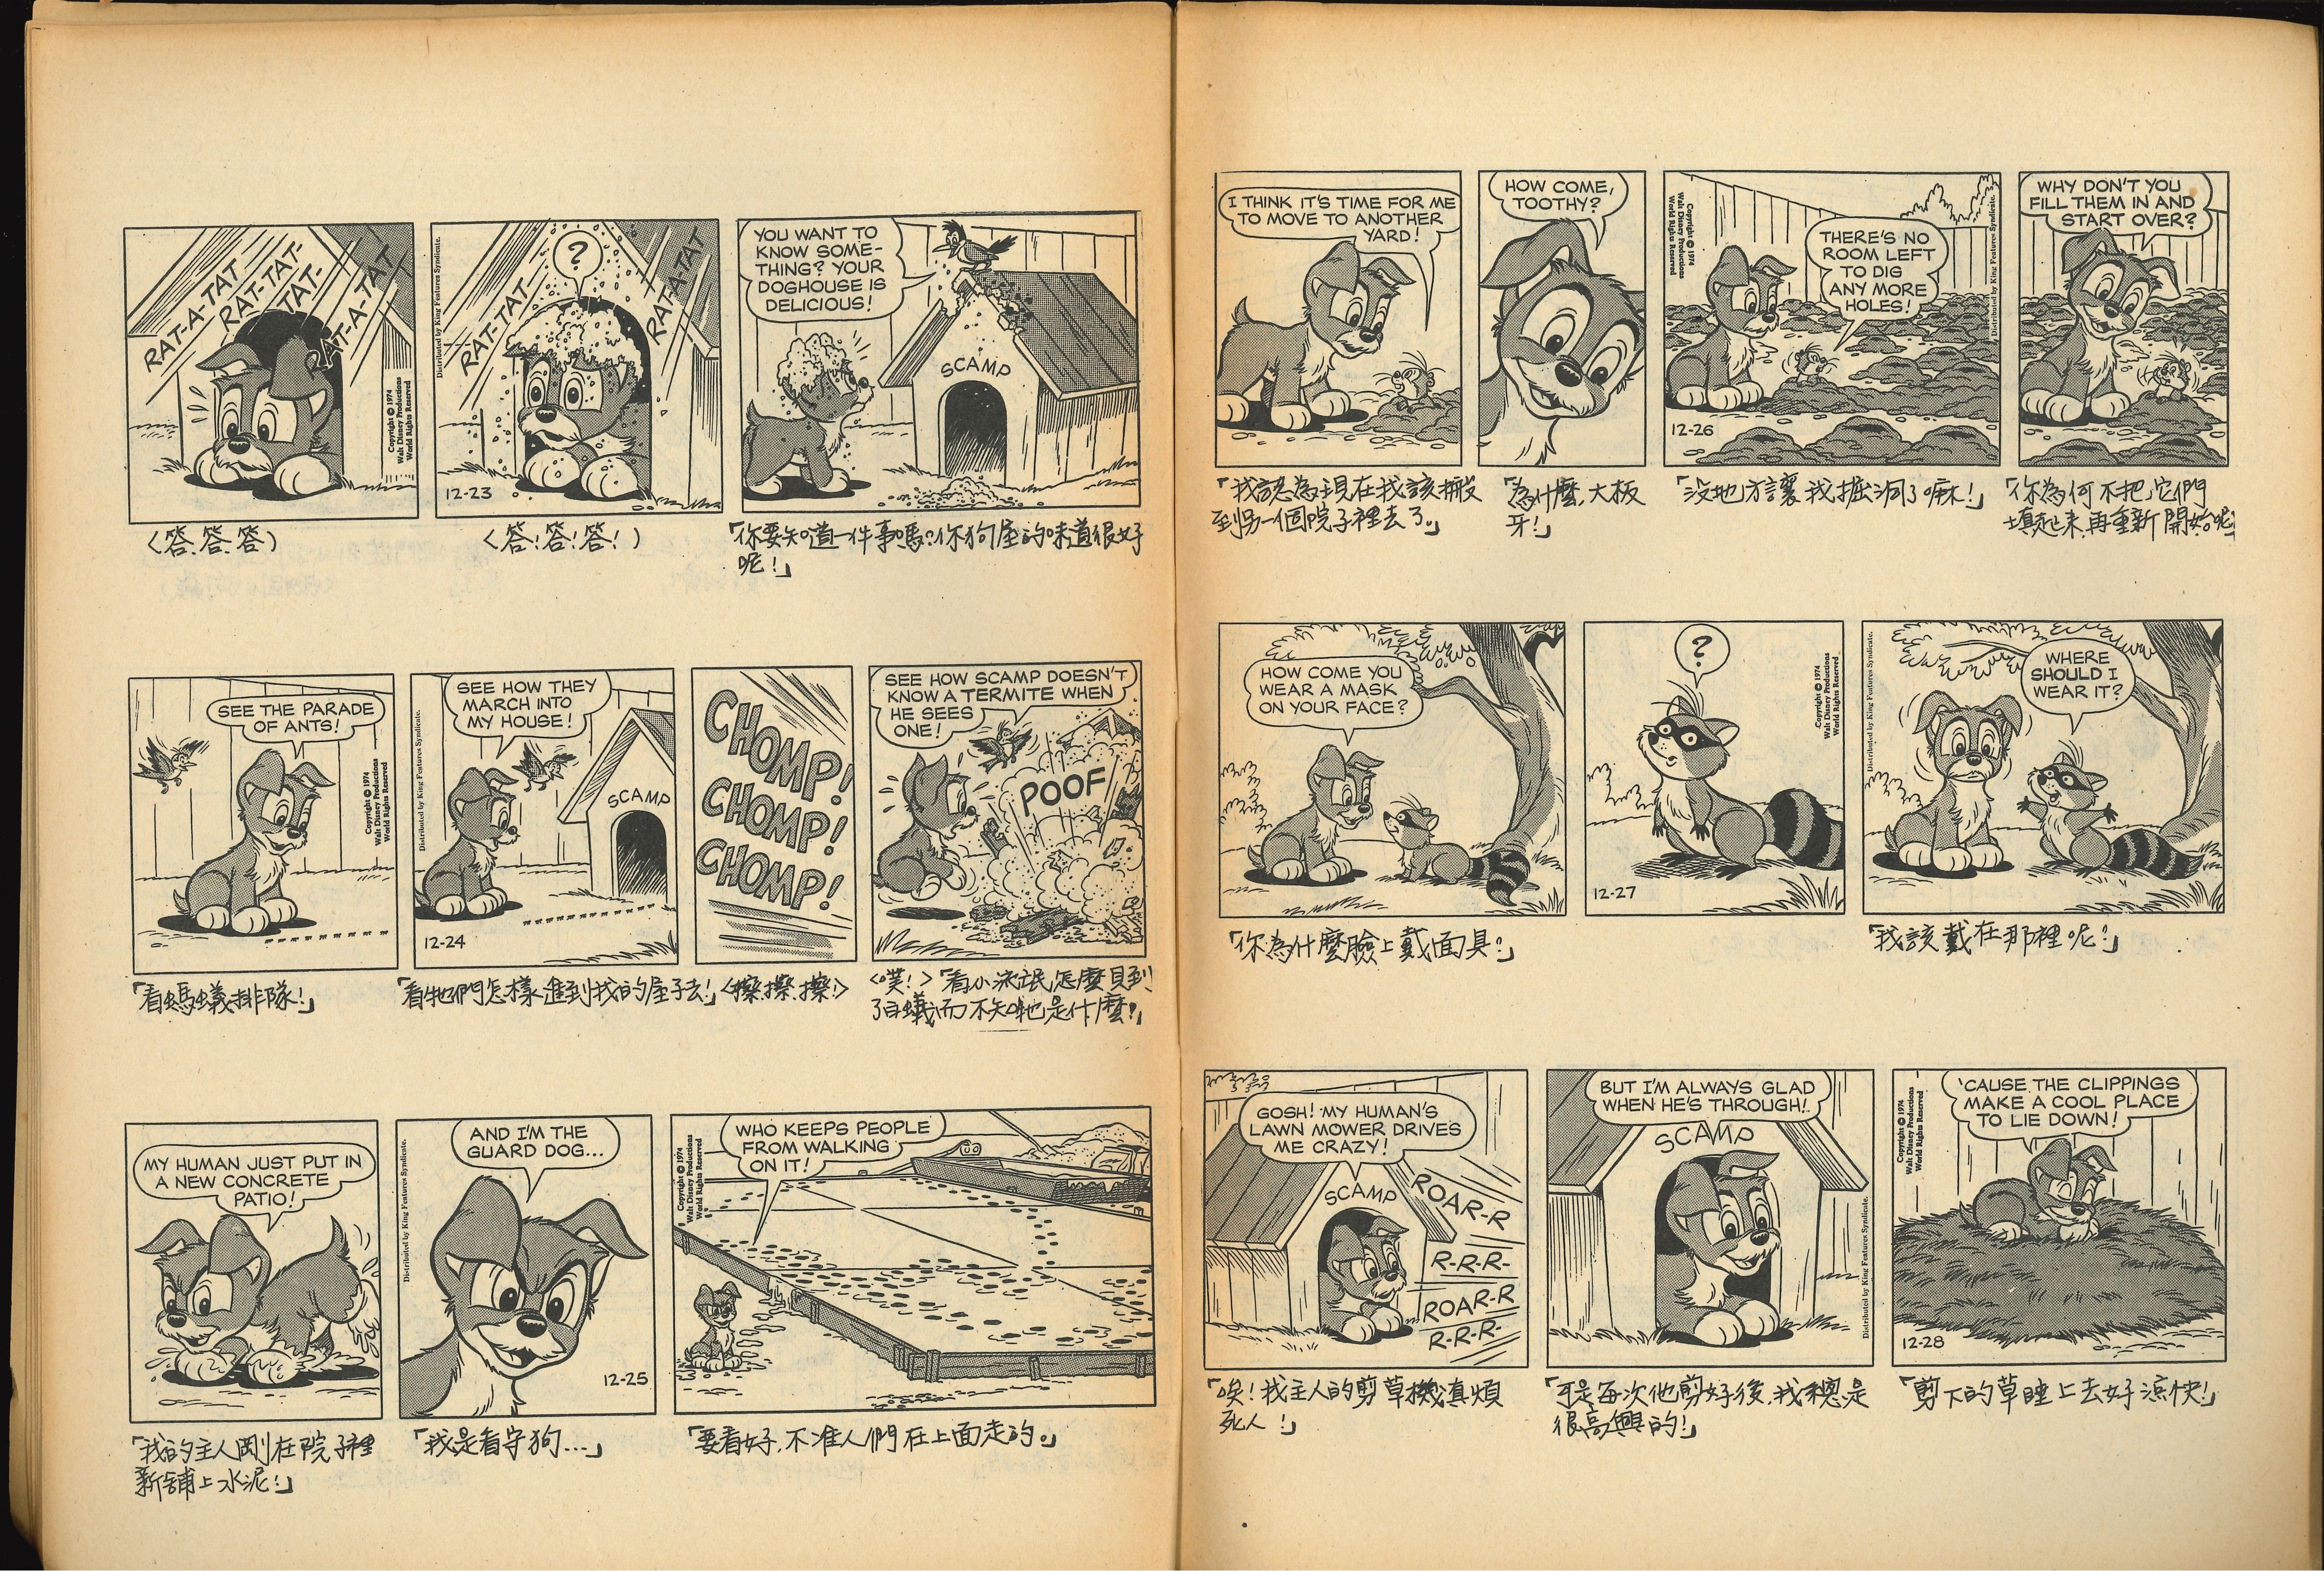 RAT-A-TAT
RAT-TAT-
TAT-
RAT-A-TAT
Copyright © 1974
Walt Disney Productions
World Rights Reserved
〈答.答.答〉
Distributed by King Features Syndicate.
?
RAT-TAT-
RAT-A-TAT
12-23
〈答!答!答!〉
YOU WANT TO
KNOW SOME-
THING? YOUR
DOGHOUSE IS
DELICIOUS!
SCAMP
「你要知道一件事嗎?你狗屋的味道很好
呢!」
SEE THE PARADE
OF ANTS!
Copyright © 1974
Walt Disney Productions
World Rights Reserved
「看螞蟻排隊!」
Distributed by King Features Syndicate.
SEE HOW THEY
MARCH INTO
MY HOUSE!
SCAMP
12-24
「看牠們怎樣進到我的屋子去!」
CHOMP!
CHOMP!
CHOMP!
〈擦.擦.擦!〉
SEE HOW SCAMP DOESN'T
KNOW A TERMITE WHEN
HE SEES
ONE!
POOF
〈噗!〉「看小流氓怎麼見到
了白蟻而不知牠是什麼!」
MY HUMAN JUST PUT IN
A NEW CONCRETE
PATIO!
「我的主人剛在院子裡
新舖上水泥!」
Distributed by King Features Syndicate.
AND I'M THE
GUARD DOG...
12-25
「我是看守狗...」
Copyright © 1974
Walt Disney Productions
World Rights Reserved
WHO KEEPS PEOPLE
FROM WALKING
ON IT!
「要看好,不准人們在上面走的。」
I THINK IT'S TIME FOR ME
TO MOVE TO ANOTHER
YARD!
「我認為現在我該搬
到另一個院子裡去了。」
HOW COME,
TOOTHY?
「為什麼,大板
牙!」
Copyright © 1974
Walt Disney Productions
World Rights Reserved
THERE'S NO
ROOM LEFT
TO DIG
ANY MORE
HOLES!
12-26
Distributed by King Features Syndicate.
「沒地方讓我掘洞了嘛!」
WHY DON'T YOU
FILL THEM IN AND
START OVER?
「你為何不把它們
填起來,再重新開始呢
HOW COME YOU
WEAR A MASK
ON YOUR FACE?
「你為什麼臉上戴面具?」
?
Copyright © 1974
Walt Disney Productions
World Rights Reserved
12-27
Distributed by King Features Syndicate.
WHERE
SHOULD I
WEAR IT?
「我該戴在那裡呢?」
GOSH! MY HUMAN'S
LAWN MOWER DRIVES
ME CRAZY!
SCAMP
ROAR-R
R-R-R-
ROAR-R
R-R-R-
「唉!我主人的剪草機真煩
死人!」
BUT I'M ALWAYS GLAD
WHEN HE'S THROUGH!
SCAMP
Distributed by King Features Syndicate.
「可是每次他剪好後,我總是
很高興的!」
Copyright © 1974
Walt Disney Productions
World Rights Reserved
'CAUSE THE CLIPPINGS
MAKE A COOL PLACE
TO LIE DOWN!
12-28
「剪下的草睡上去好涼快!」